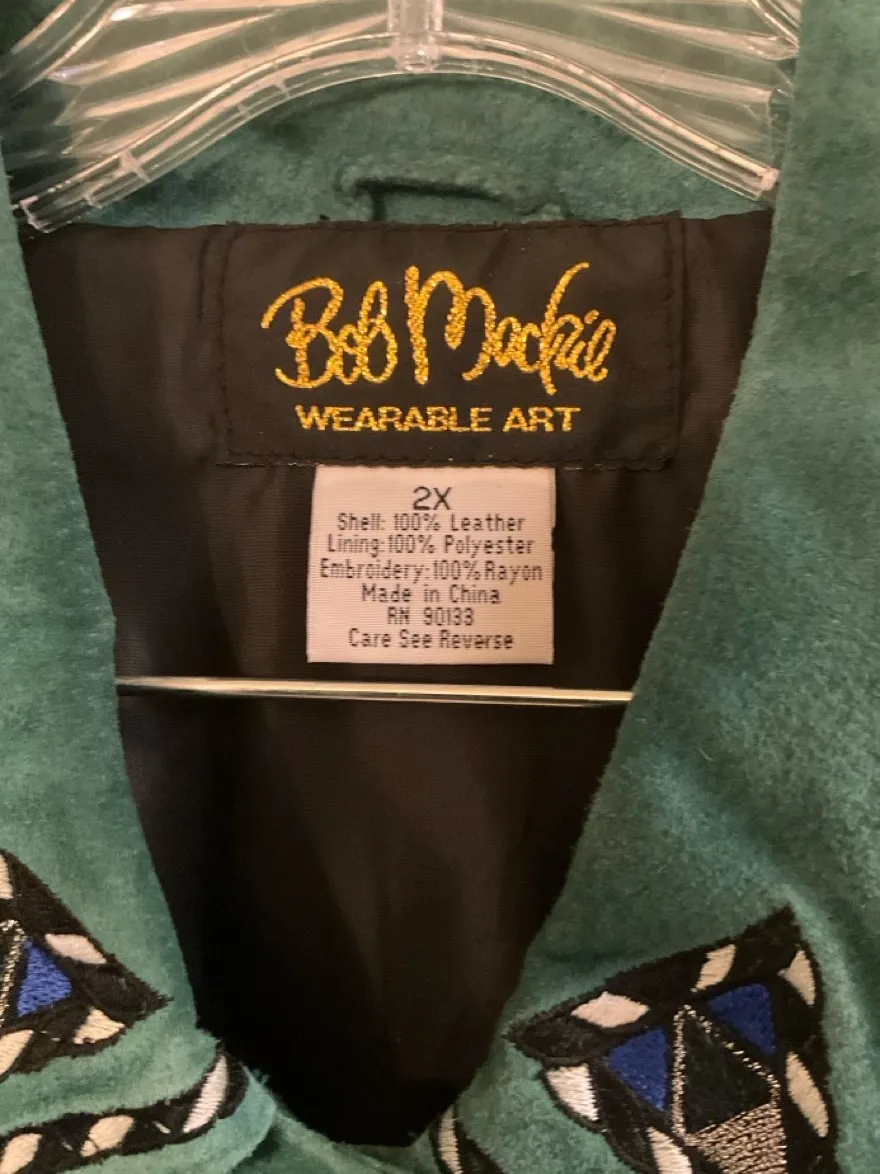 Bob Mackie
WEARABLE ART
2X
Shell: 100% Leather
Lining:100% Polyester
Embroidery:100% Rayon
Made in China
RN 90133
Care See Reverse